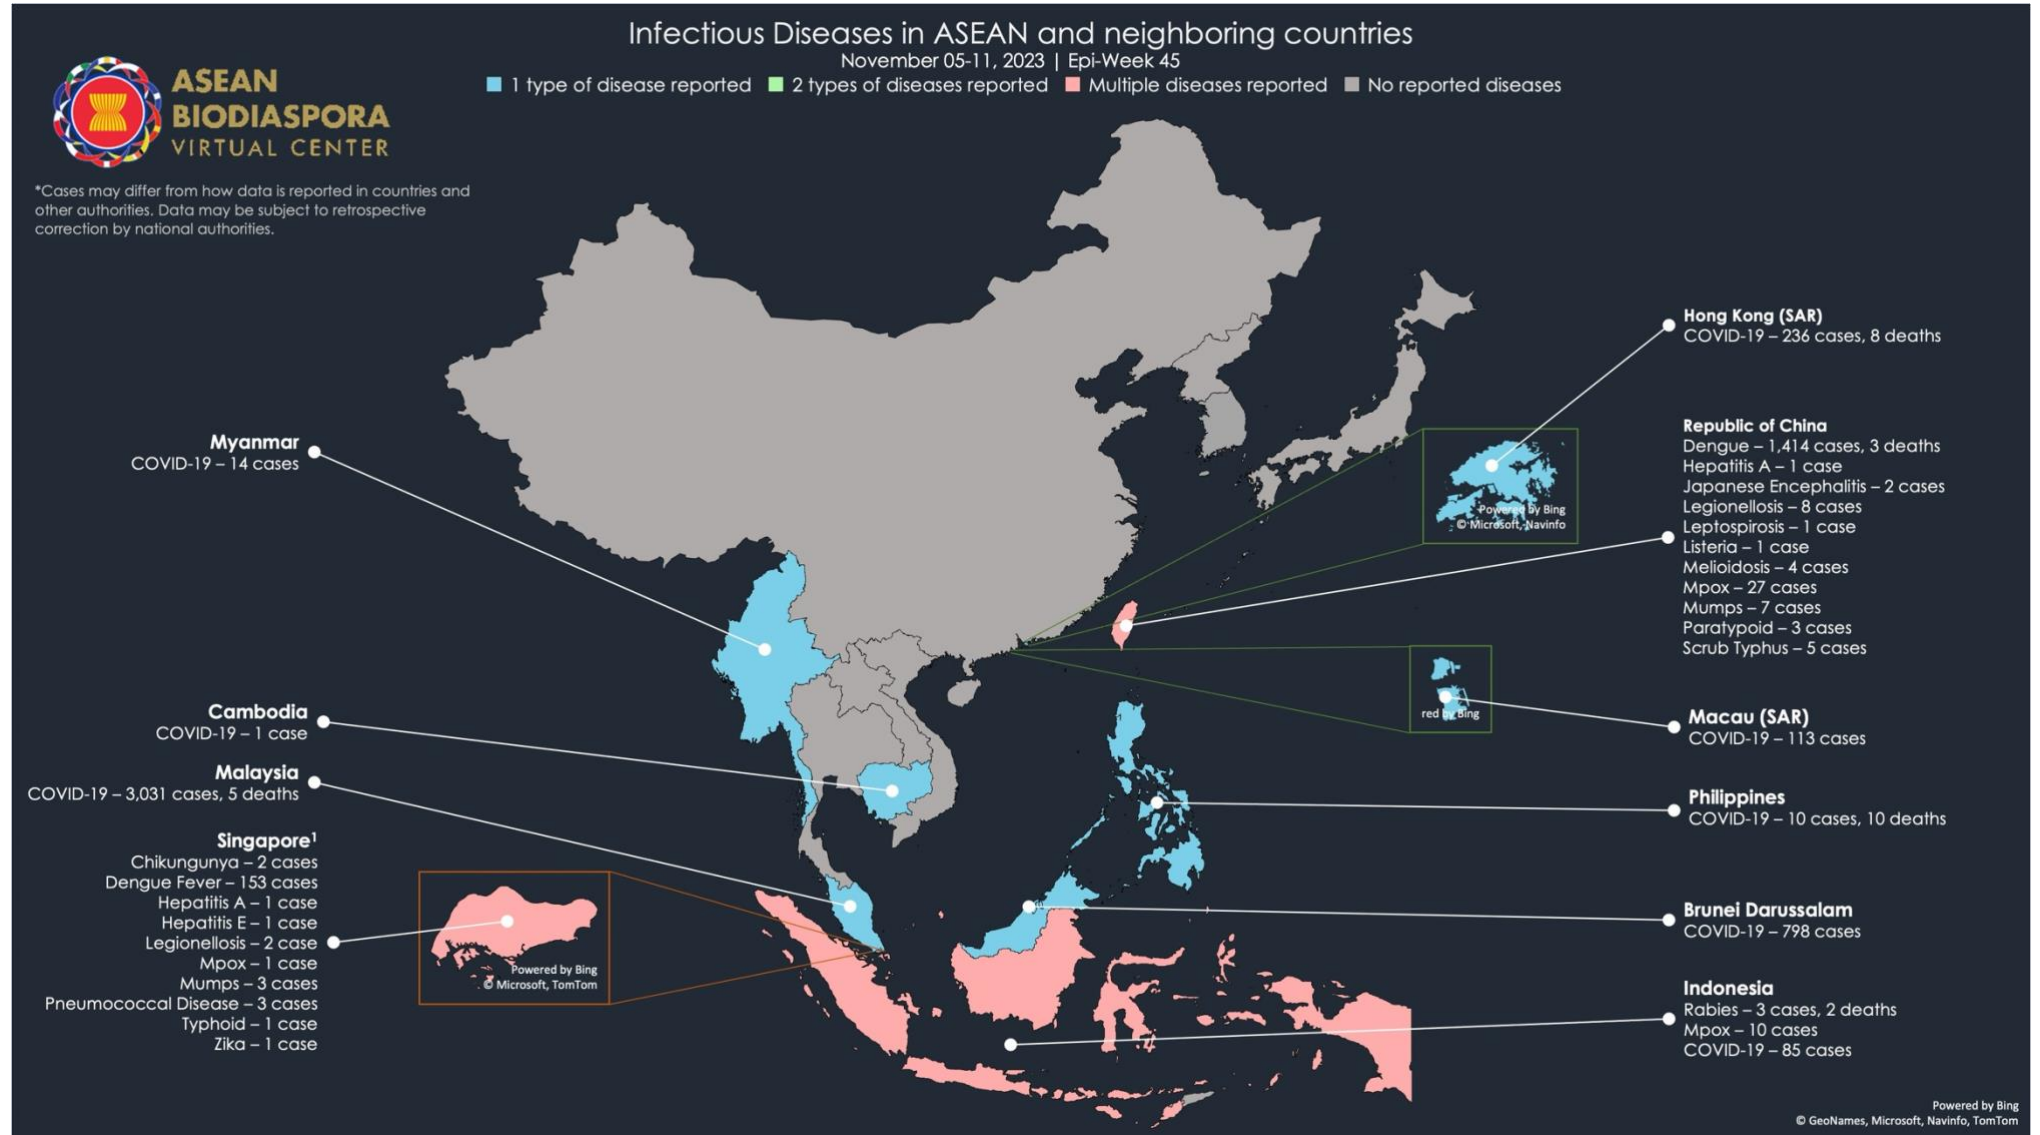 Infectious Diseases in ASEAN and neighboring countries
November 05-11, 2023 | Epi-Week 45
1 type of disease reported 2 types of diseases reported Multiple diseases reported No reported diseases
ASEAN
BIODIASPORA
VIRTUAL CENTER
*Cases may differ from how data is reported in countries and
other authorities. Data may be subject to retrospective
correction by national authorities.
Myanmar
COVID-19 – 14 cases
Cambodia
COVID-19 – 1 case
Malaysia
COVID-19 – 3,031 cases, 5 deaths
Singapore¹
Chikungunya – 2 cases
Dengue Fever – 153 cases
Hepatitis A – 1 case
Hepatitis E – 1 case
Legionellosis – 2 case
Mpox – 1 case
Mumps – 3 cases
Pneumococcal Disease – 3 cases
Typhoid – 1 case
Zika – 1 case
Powered by Bing
© Microsoft, TomTom
Hong Kong (SAR)
COVID-19 – 236 cases, 8 deaths
Powered by Bing
© Microsoft, Navinfo
Republic of China
Dengue – 1,414 cases, 3 deaths
Hepatitis A – 1 case
Japanese Encephalitis – 2 cases
Legionellosis – 8 cases
Leptospirosis – 1 case
Listeria – 1 case
Melioidosis – 4 cases
Mpox – 27 cases
Mumps – 7 cases
Paratypoid – 3 cases
Scrub Typhus – 5 cases
red by Bing
Macau (SAR)
COVID-19 – 113 cases
Philippines
COVID-19 – 10 cases, 10 deaths
Brunei Darussalam
COVID-19 – 798 cases
Indonesia
Rabies – 3 cases, 2 deaths
Mpox – 10 cases
COVID-19 – 85 cases
Powered by Bing
© GeoNames, Microsoft, Navinfo, TomTom